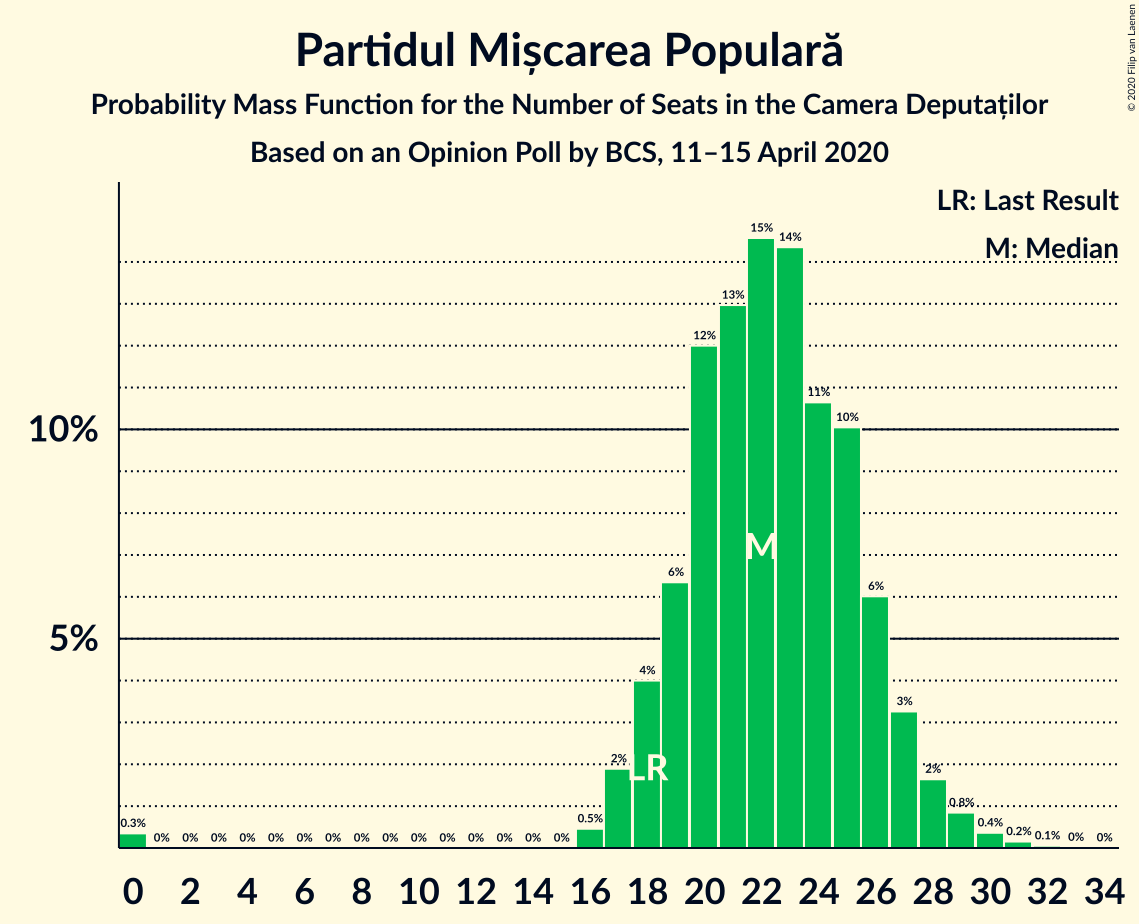 Partidul Mișcarea Populară
Probability Mass Function for the Number of Seats in the Camera Deputaților
Based on an Opinion Poll by BCS, 11–15 April 2020
© 2020 Filip van Laenen
LR: Last Result
M: Median
10%
5%
0.3% 0% 0% 0% 0% 0% 0% 0% 0% 0% 0% 0% 0% 0% 0% 0% 0.5% 2% 4% 6% 12% 13% 15% 14% 11% 10% 6% 3% 2% 0.8% 0.4% 0.2% 0.1% 0% 0%
M
LR
0 2 4 6 8 10 12 14 16 18 20 22 24 26 28 30 32 34